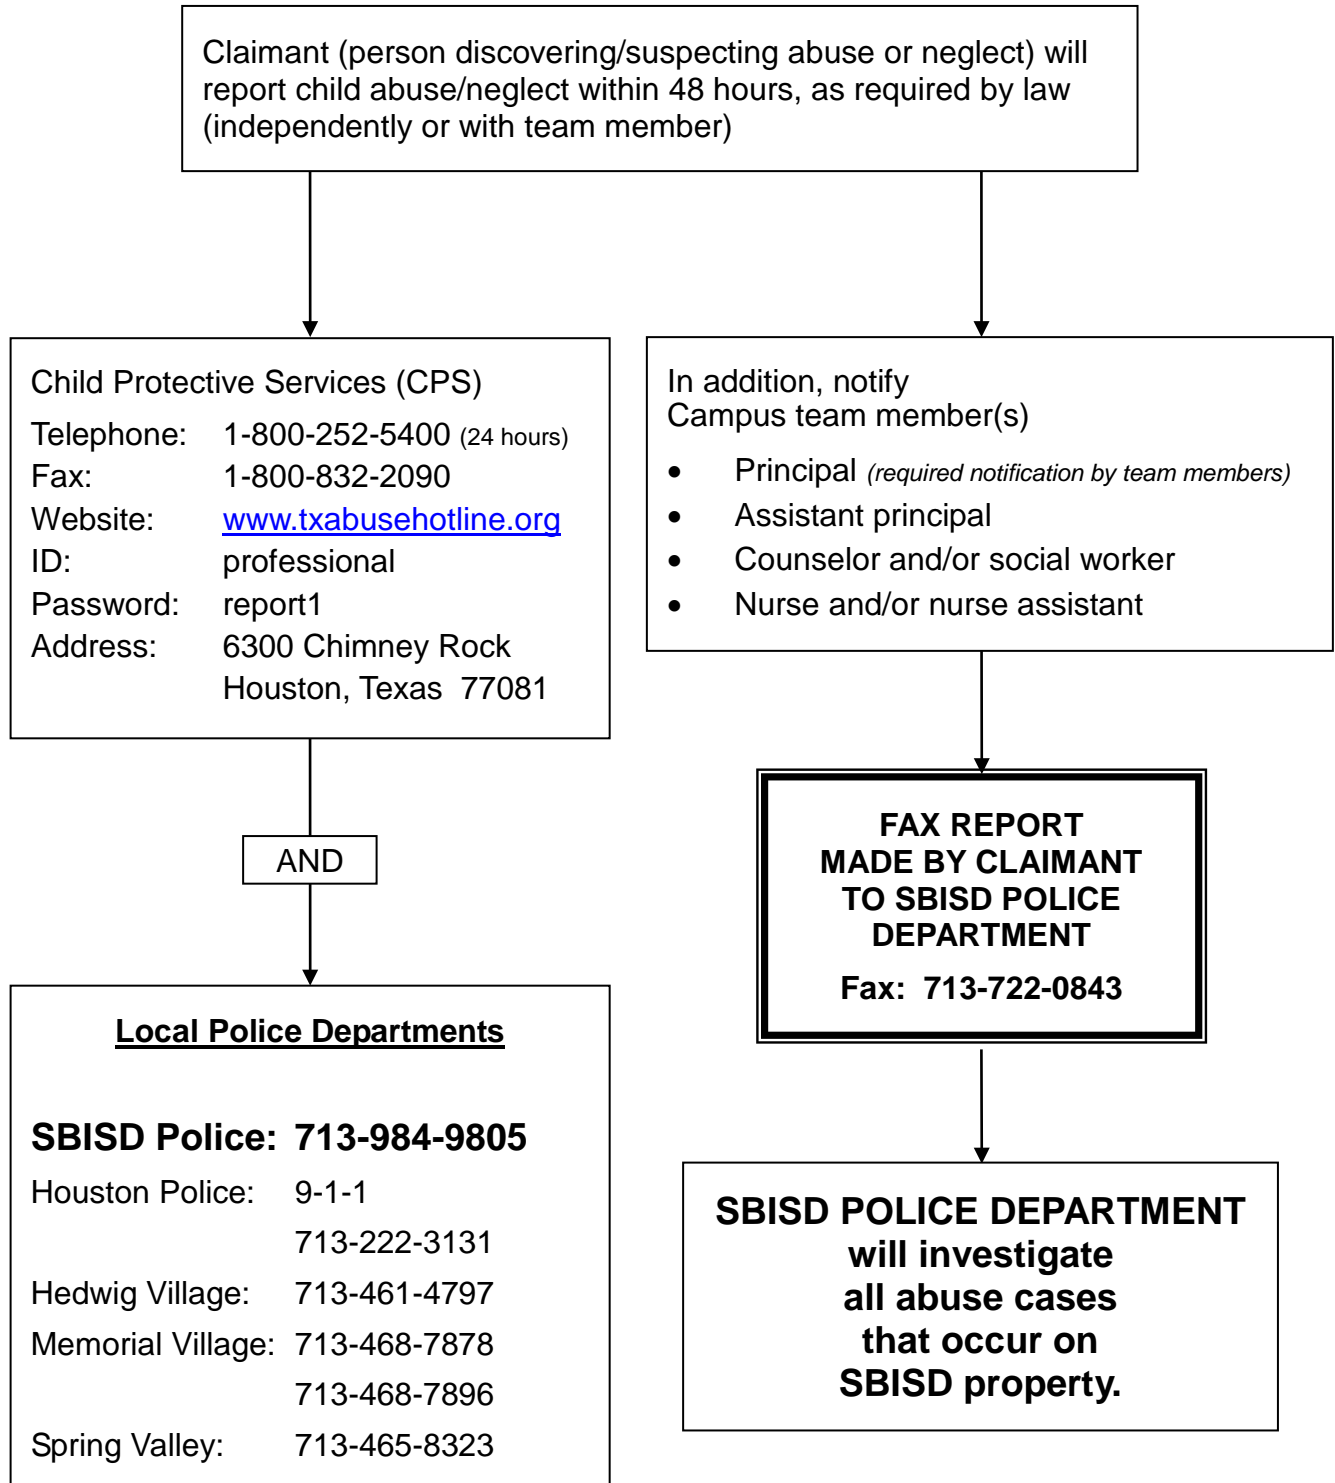 Claimant (person discovering/suspecting abuse or neglect) will
report child abuse/neglect within 48 hours, as required by law
(independently or with team member)
Child Protective Services (CPS)
Telephone: 1-800-252-5400 (24 hours)
Fax: 1-800-832-2090
Website: www.txabusehotline.org
ID: professional
Password: report1
Address: 6300 Chimney Rock
Houston, Texas 77081
AND
Local Police Departments
SBISD Police: 713-984-9805
Houston Police: 9-1-1
713-222-3131
Hedwig Village: 713-461-4797
Memorial Village: 713-468-7878
713-468-7896
Spring Valley: 713-465-8323
In addition, notify
Campus team member(s)
• Principal (required notification by team members)
• Assistant principal
• Counselor and/or social worker
• Nurse and/or nurse assistant
FAX REPORT
MADE BY CLAIMANT
TO SBISD POLICE
DEPARTMENT
Fax: 713-722-0843
SBISD POLICE DEPARTMENT
will investigate
all abuse cases
that occur on
SBISD property.